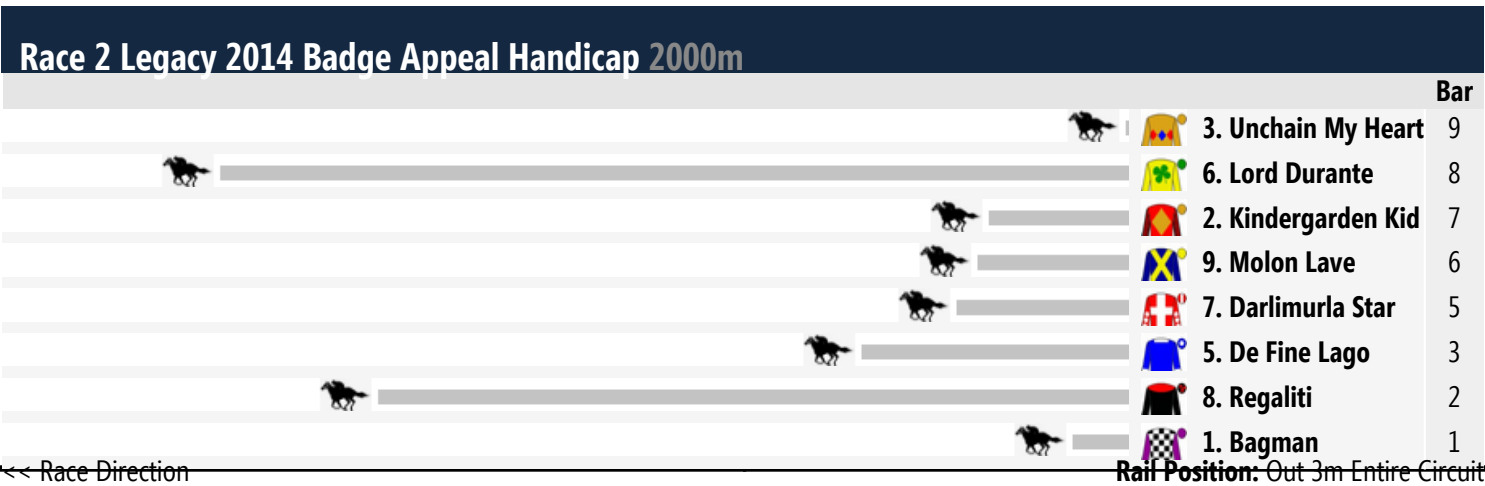 Race 2 Legacy 2014 Badge Appeal Handicap 2000m
Bar
3. Unchain My Heart 9
6. Lord Durante 8
2. Kindergarden Kid 7
9. Molon Lave 6
7. Darlimurla Star 5
5. De Fine Lago 3
8. Regaliti 2
1. Bagman 1
<< Race Direction Rail Position: Out 3m Entire Circuit